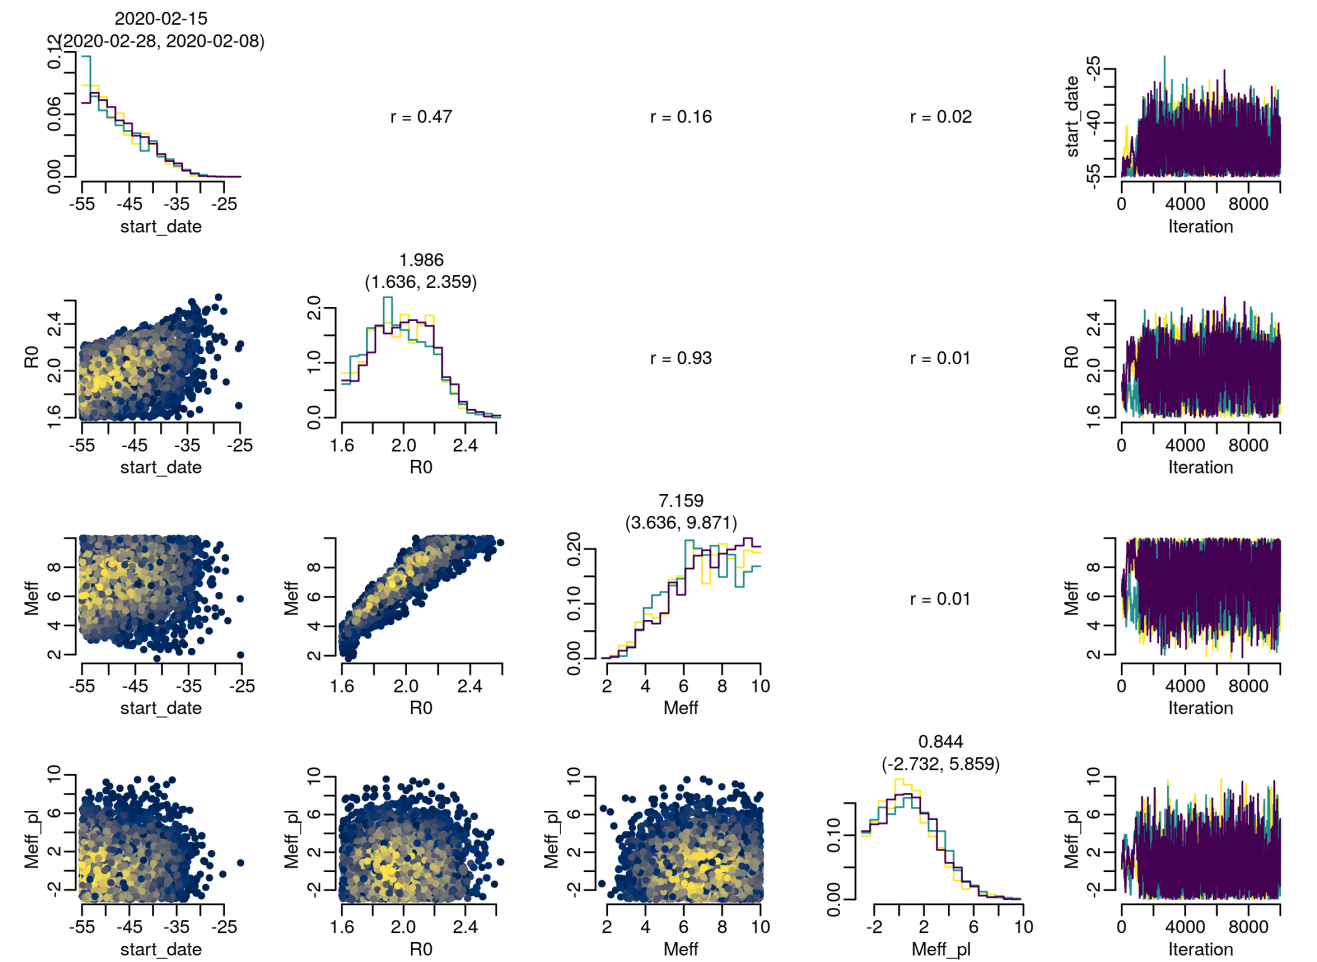 2020-02-15
(2020-02-28, 2020-02-08)
0.00 0.06 0.12
-55 -45 -35 -25
start_date
r = 0.47
r = 0.16
r = 0.02
start_date
-55 -40 -25
0 4000 8000
Iteration
R0
1.6 2.0 2.4
-55 -45 -35 -25
start_date
1.986
(1.636, 2.359)
0.0 1.0 2.0
1.6 2.0 2.4
R0
r = 0.93
r = 0.01
R0
1.6 2.0 2.4
0 4000 8000
Iteration
Meff
2 4 6 8
-55 -45 -35 -25
start_date
Meff
2 4 6 8
1.6 2.0 2.4
R0
7.159
(3.636, 9.871)
0.00 0.10 0.20
2 4 6 8 10
Meff
r = 0.01
Meff
2 4 6 8
0 4000 8000
Iteration
Meff_pl
-2 2 6 10
-55 -45 -35 -25
start_date
Meff_pl
-2 2 6 10
1.6 2.0 2.4
R0
Meff_pl
-2 2 6 10
2 4 6 8 10
Meff
0.844
(-2.732, 5.859)
0.00 0.10
-2 2 6 10
Meff_pl
Meff_pl
-2 2 6 10
0 4000 8000
Iteration